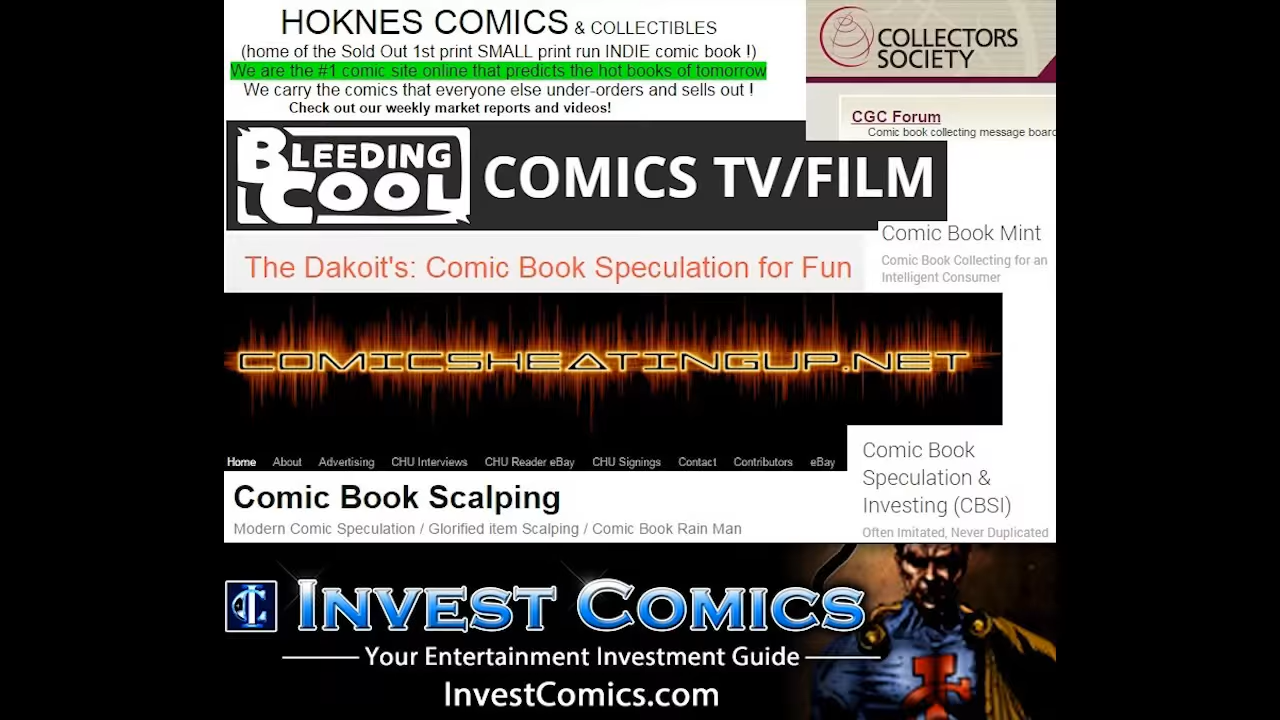 HOKNES COMICS & COLLECTIBLES
(home of the Sold Out 1st print SMALL print run INDIE comic book !)
We are the #1 comic site online that predicts the hot books of tomorrow
We carry the comics that everyone else under-orders and sells out !
Check out our weekly market reports and videos!
COLLECTORS
SOCIETY
CGC Forum
Comic book collecting message board
BLEEDING
COOL
COMICS TV/FILM
Comic Book Mint
Comic Book Collecting for an
Intelligent Consumer
The Dakoit's: Comic Book Speculation for Fun
COMICSHEATINGUP.NET
Home About Advertising CHU Interviews CHU Reader eBay CHU Signings Contact Contributors eBay
Comic Book
Speculation &
Investing (CBSI)
Often Imitated, Never Duplicated
Comic Book Scalping
Modern Comic Speculation / Glorified item Scalping / Comic Book Rain Man
IC INVEST COMICS
Your Entertainment Investment Guide
InvestComics.com